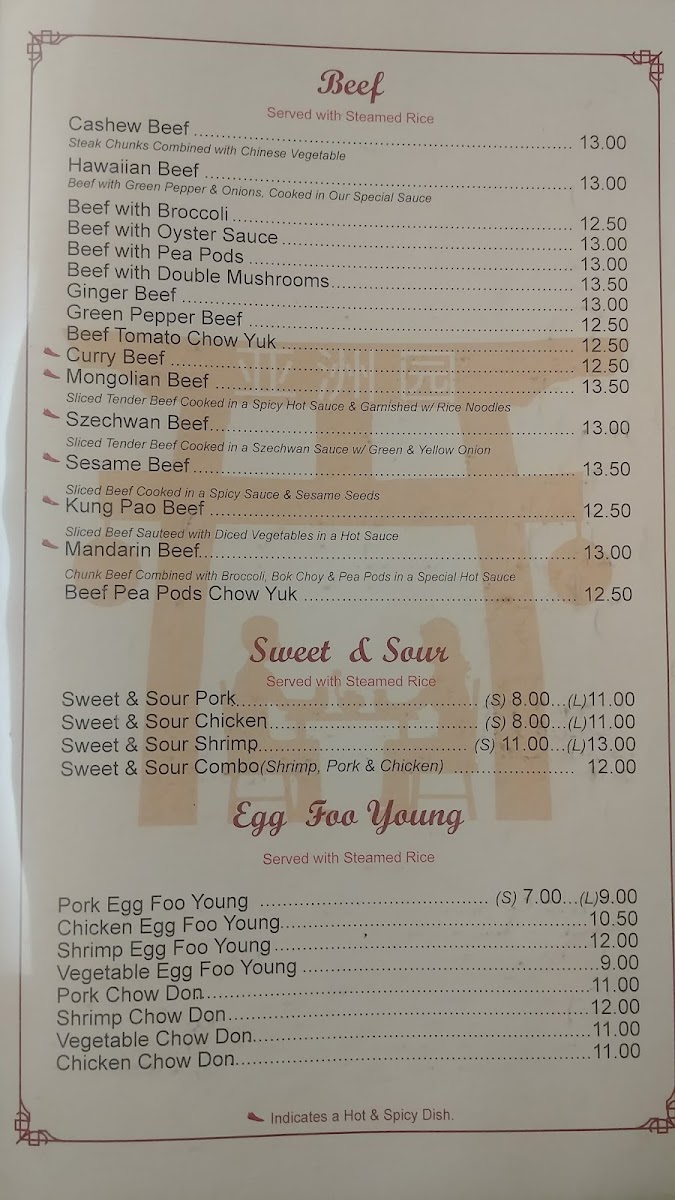 Beef
Served with Steamed Rice
Cashew Beef 13.00
Steak Chunks Combined with Chinese Vegetable
Hawaiian Beef 13.00
Beef with Green Pepper & Onions, Cooked in Our Special Sauce
Beef with Broccoli 12.50
Beef with Oyster Sauce 13.00
Beef with Pea Pods 13.00
Beef with Double Mushrooms 13.50
Ginger Beef 13.00
Green Pepper Beef 12.50
Beef Tomato Chow Yuk 12.50
Curry Beef 12.50
Mongolian Beef 13.50
Sliced Tender Beef Cooked in a Spicy Hot Sauce & Garnished w/ Rice Noodles
Szechwan Beef 13.00
Sliced Tender Beef Cooked in a Szechwan Sauce w/ Green & Yellow Onion
Sesame Beef 13.50
Sliced Beef Cooked in a Spicy Sauce & Sesame Seeds
Kung Pao Beef 12.50
Sliced Beef Sauteed with Diced Vegetables in a Hot Sauce
Mandarin Beef 13.00
Chunk Beef Combined with Broccoli, Bok Choy & Pea Pods in a Special Hot Sauce
Beef Pea Pods Chow Yuk 12.50
Sweet & Sour
Served with Steamed Rice
Sweet & Sour Pork (S) 8.00...(L)11.00
Sweet & Sour Chicken (S) 8.00...(L)11.00
Sweet & Sour Shrimp (S) 11.00...(L)13.00
Sweet & Sour Combo(Shrimp, Pork & Chicken) 12.00
Egg Foo Young
Served with Steamed Rice
Pork Egg Foo Young (S) 7.00...(L)9.00
Chicken Egg Foo Young 10.50
Shrimp Egg Foo Young 12.00
Vegetable Egg Foo Young 9.00
Pork Chow Don 11.00
Shrimp Chow Don 12.00
Vegetable Chow Don 11.00
Chicken Chow Don 11.00
Indicates a Hot & Spicy Dish.